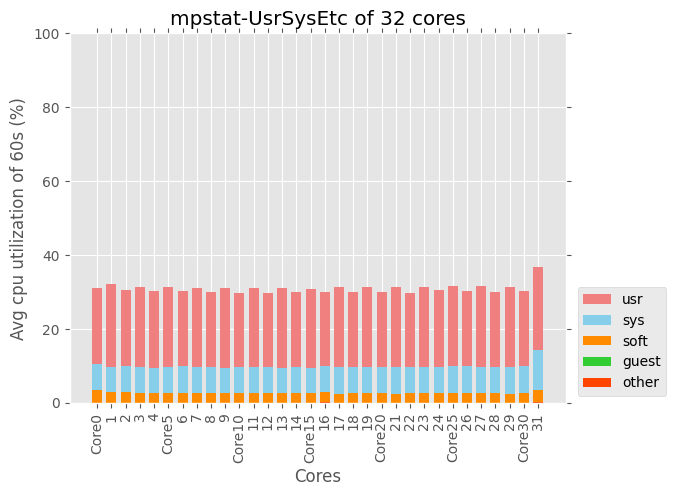 mpstat-UsrSysEtc of 32 cores
Avg cpu utilization of 60s (%)
100
80
60
40
20
0
Core0
1
2
3
4
Core5
6
7
8
9
Core10
11
12
13
14
Core15
16
17
18
19
Core20
21
22
23
24
Core25
26
27
28
29
Core30
31
Cores
usr
sys
soft
guest
other